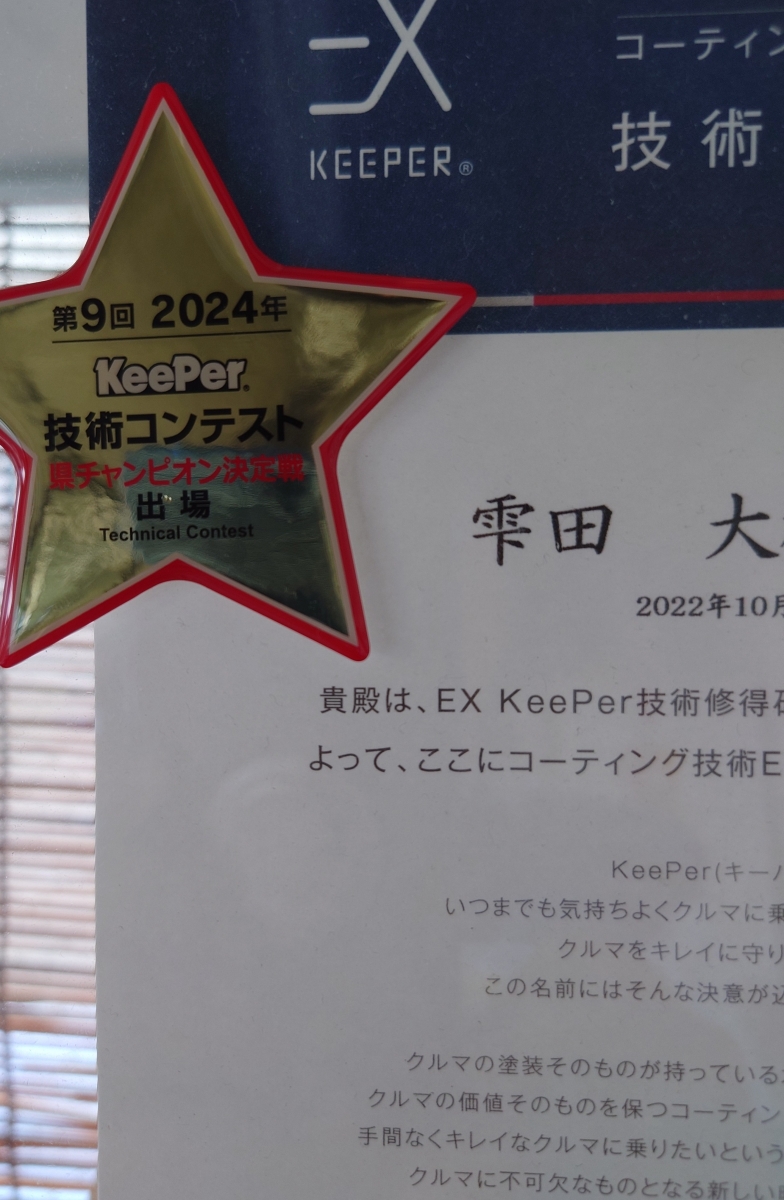 EX
KEEPER®
コーティン
技術
第9回 2024年
KeePer®
技術コンテスト
県チャンピオン決定戦
出場
Technical Contest
雫田 大
2022年10月
貴殿は、EX KeePer技術修得
よって、ここにコーティング技術E
KeePer(キーパ
いつまでも気持ちよくクルマに乗
クルマをキレイに守り
この名前にはそんな決意が込
クルマの塗装そのものが持っている
クルマの価値そのものを保つコーティン
手間なくキレイなクルマに乗りたいという
クルマに不可欠なものとなる新しい